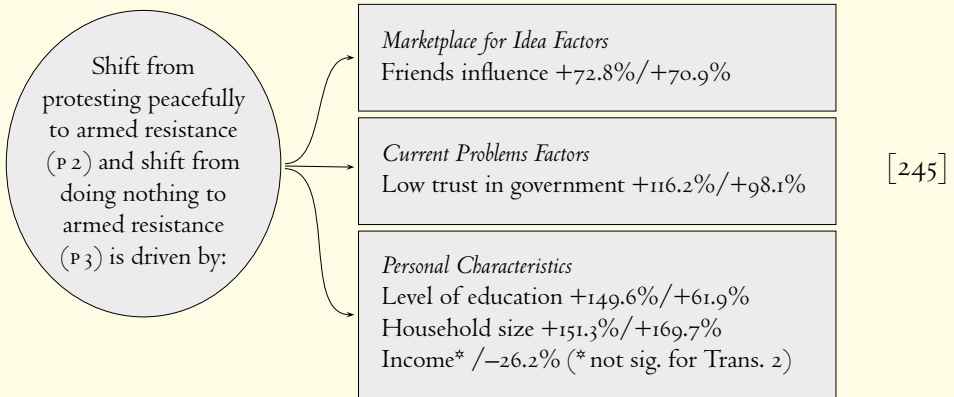 Shift from
protesting peacefully
to armed resistance
(P 2) and shift from
doing nothing to
armed resistance
(P 3) is driven by:
Marketplace for Idea Factors
Friends influence +72.8%/+70.9%
Current Problems Factors
Low trust in government +116.2%/+98.1%
Personal Characteristics
Level of education +149.6%/+61.9%
Household size +151.3%/+169.7%
Income* /–26.2% (* not sig. for Trans. 2)
[245]